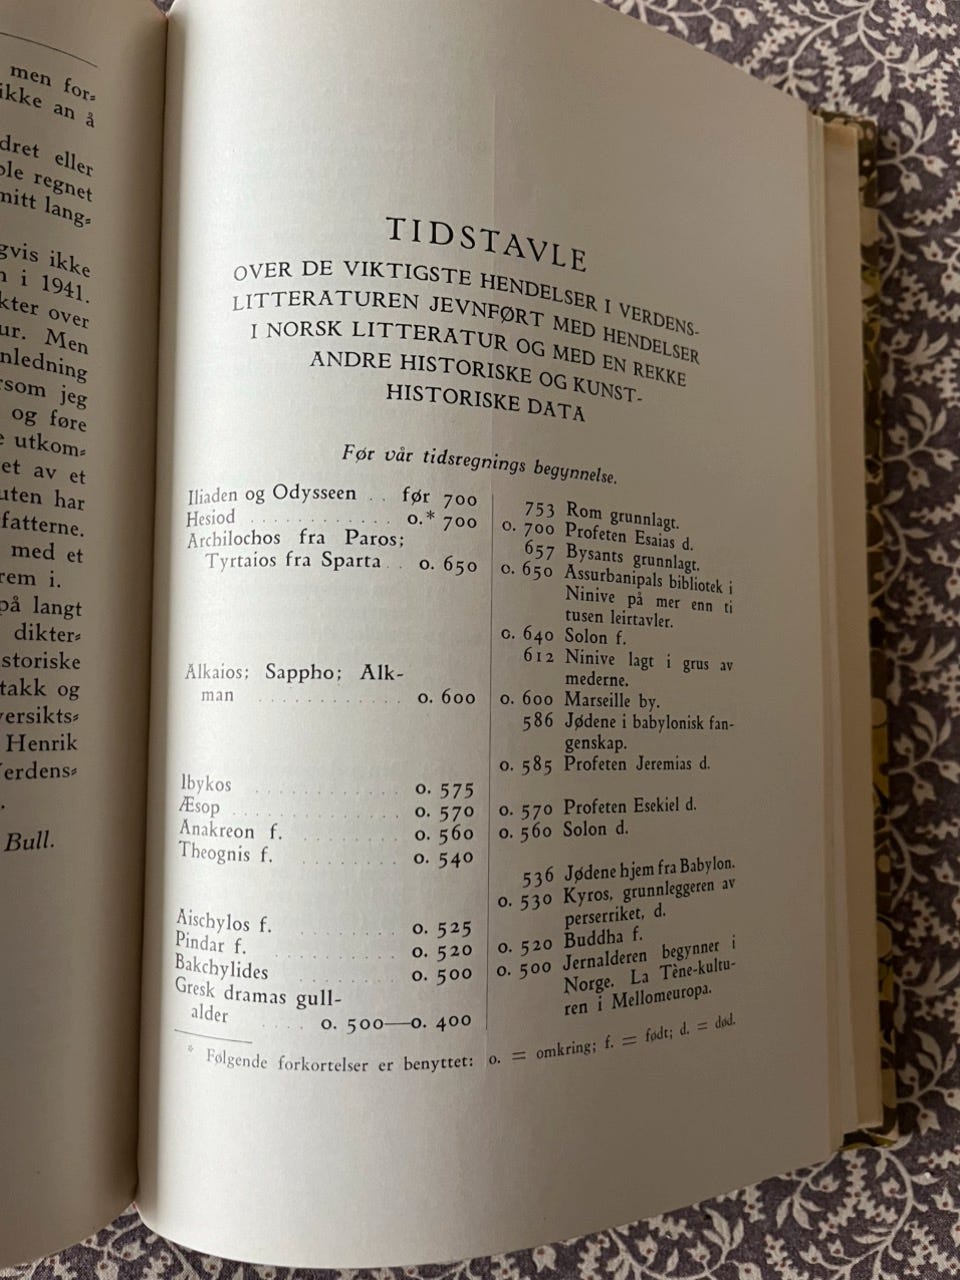 men for-
ikke an å
dret eller
ble regnet
mitt lang-
gvis ikke
i 1941.
kter over
ur. Men
nledning
rsom jeg
og føre
utkom-
et av et
uten har
fatterne.
med et
rem i.
på langt
dikter-
storiske
takk og
versikts-
Henrik
erdens-
.
Bull.
TIDSTAVLE
OVER DE VIKTIGSTE HENDELSER I VERDENS-
LITTERATUREN JEVNFØRT MED HENDELSER
I NORSK LITTERATUR OG MED EN REKKE
ANDRE HISTORISKE OG KUNST-
HISTORISKE DATA
Før vår tidsregnings begynnelse.
Iliaden og Odysseen . . før 700
Hesiod . . . . . . . . . . . . o.* 700
Archilochos fra Paros;
Tyrtaios fra Sparta . . o. 650
Alkaios; Sappho; Alk-
man . . . . . . . . . . . . o. 600
Ibykos . . . . . . . . . . . . o. 575
Æsop . . . . . . . . . . . . . o. 570
Anakreon f. . . . . . . . . . o. 560
Theognis f. . . . . . . . . . o. 540
Aischylos f. . . . . . . . . . o. 525
Pindar f. . . . . . . . . . . . o. 520
Bakchylides . . . . . . . . . o. 500
Gresk dramas gull-
alder . . . . o. 500—o. 400
753 Rom grunnlagt.
o. 700 Profeten Esaias d.
657 Bysants grunnlagt.
o. 650 Assurbanipals bibliotek i
Ninive på mer enn ti
tusen leirtavler.
o. 640 Solon f.
612 Ninive lagt i grus av
mederne.
o. 600 Marseille by.
586 Jødene i babylonisk fan-
genskap.
o. 585 Profeten Jeremias d.
o. 570 Profeten Esekiel d.
o. 560 Solon d.
536 Jødene hjem fra Babylon.
o. 530 Kyros, grunnleggeren av
perserriket, d.
o. 520 Buddha f.
o. 500 Jernalderen begynner i
Norge. La Tène-kultu-
ren i Mellomeuropa.
* Følgende forkortelser er benyttet: o. = omkring; f. = født; d. = død.